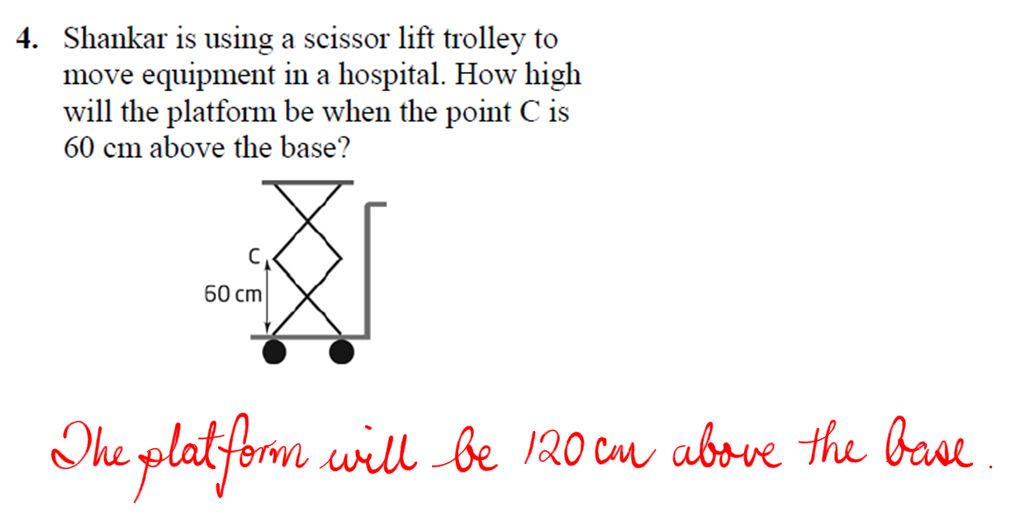 4. Shankar is using a scissor lift trolley to
move equipment in a hospital. How high
will the platform be when the point C is
60 cm above the base?
C
60 cm
The platform will be 120 cm above the base.